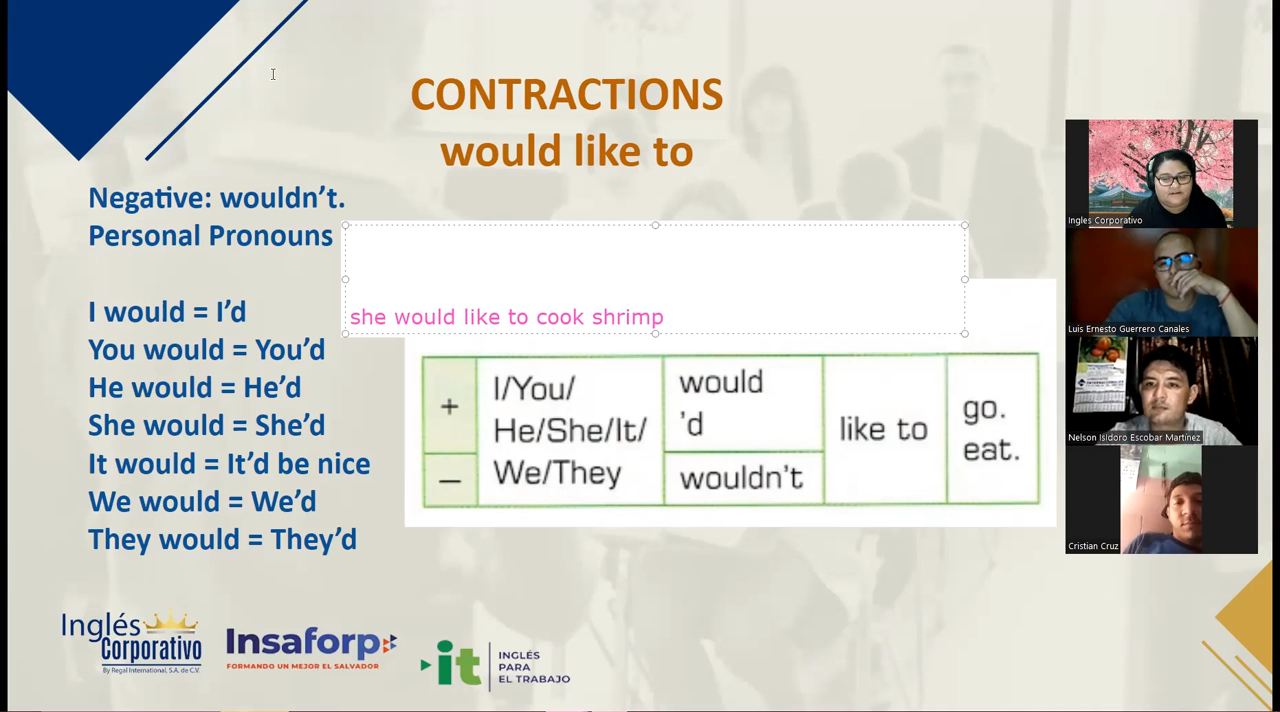 CONTRACTIONS
would like to
Negative: wouldn't.
Personal Pronouns
I would = I'd
You would = You'd
He would = He'd
She would = She'd
It would = It'd be nice
We would = We'd
They would = They'd
she would like to cook shrimp
+
I/You/
He/She/It/
We/They
would
'd
wouldn't
like to
go.
eat.
−
Ingles Corporativo
Luis Ernesto Guerrero Canales
Nelson Isidoro Escobar Martínez
Cristian Cruz
Inglés
Corporativo
By Regal International, S.A. de C.V.
Insaforp
FORMANDO UN MEJOR EL SALVADOR
it
INGLÉS
PARA
EL TRABAJO